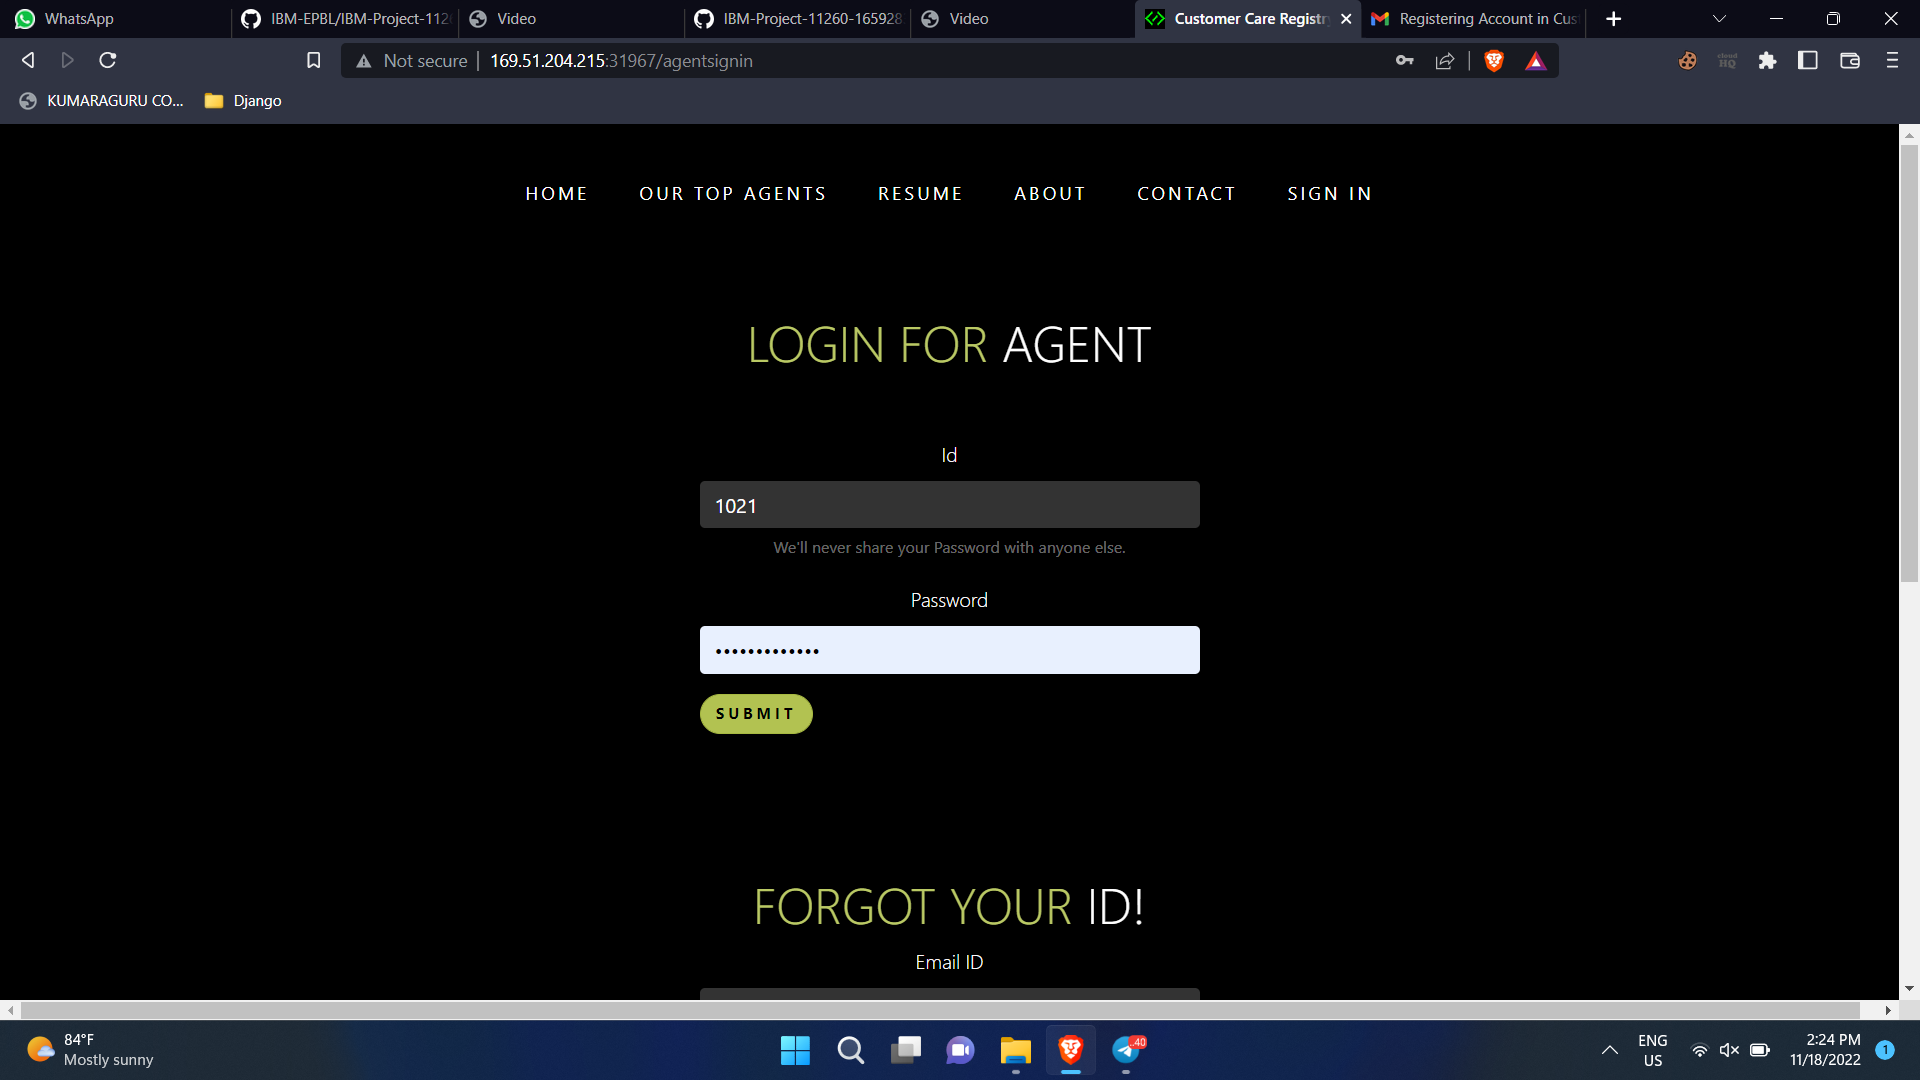 WhatsApp
IBM-EPBL/IBM-Project-112
Video
IBM-Project-11260-165928
Video
Customer Care Registr
Registering Account in Cus
Not secure
169.51.204.215:31967/agentsignin
cloud
HQ
KUMARAGURU CO...
Django
HOME
OUR TOP AGENTS
RESUME
ABOUT
CONTACT
SIGN IN
LOGIN FOR AGENT
Id
1021
We'll never share your Password with anyone else.
Password
SUBMIT
FORGOT YOUR ID!
Email ID
84°F
Mostly sunny
40
ENG
US
2:24 PM
11/18/2022
1